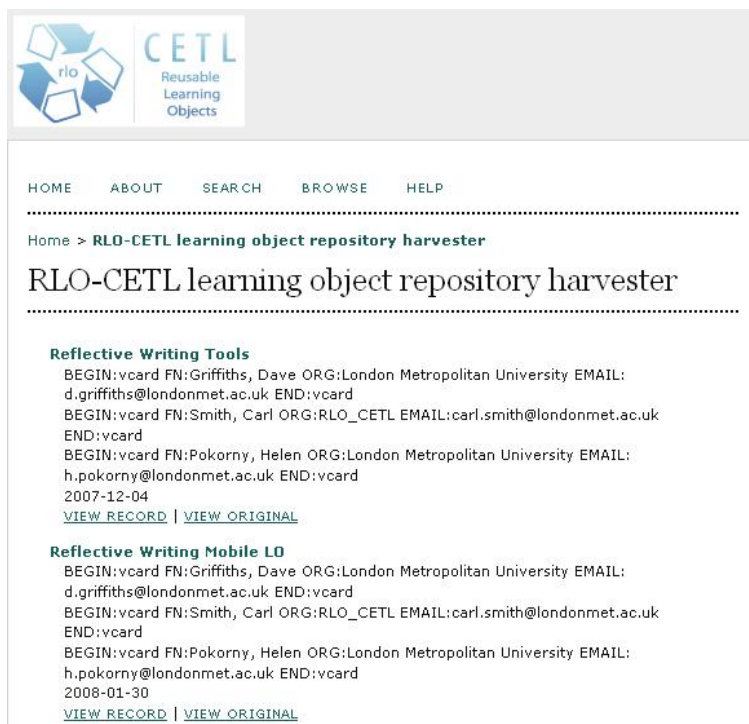 rlo
CETL
Reusable
Learning
Objects
HOME ABOUT SEARCH BROWSE HELP
Home > RLO-CETL learning object repository harvester
RLO-CETL learning object repository harvester
Reflective Writing Tools
BEGIN:vcard FN:Griffiths, Dave ORG:London Metropolitan University EMAIL:
d.griffiths@londonmet.ac.uk END:vcard
BEGIN:vcard FN:Smith, Carl ORG:RLO_CETL EMAIL:carl.smith@londonmet.ac.uk
END:vcard
BEGIN:vcard FN:Pokorny, Helen ORG:London Metropolitan University EMAIL:
h.pokorny@londonmet.ac.uk END:vcard
2007-12-04
VIEW RECORD | VIEW ORIGINAL
Reflective Writing Mobile LO
BEGIN:vcard FN:Griffiths, Dave ORG:London Metropolitan University EMAIL:
d.griffiths@londonmet.ac.uk END:vcard
BEGIN:vcard FN:Smith, Carl ORG:RLO_CETL EMAIL:carl.smith@londonmet.ac.uk
END:vcard
BEGIN:vcard FN:Pokorny, Helen ORG:London Metropolitan University EMAIL:
h.pokorny@londonmet.ac.uk END:vcard
2008-01-30
VIEW RECORD | VIEW ORIGINAL